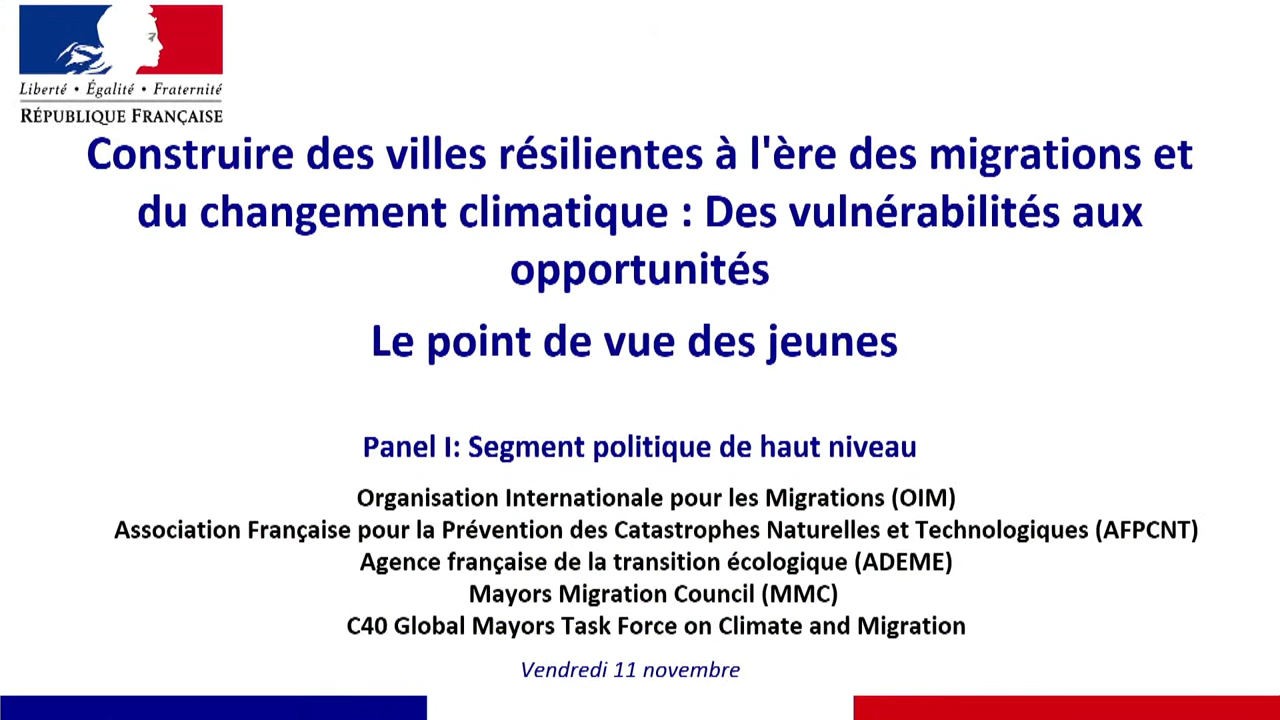 Liberté • Égalité • Fraternité
RÉPUBLIQUE FRANÇAISE
Construire des villes résilientes à l'ère des migrations et
du changement climatique : Des vulnérabilités aux
opportunités
Le point de vue des jeunes
Panel I: Segment politique de haut niveau
Organisation Internationale pour les Migrations (OIM)
Association Française pour la Prévention des Catastrophes Naturelles et Technologiques (AFPCNT)
Agence française de la transition écologique (ADEME)
Mayors Migration Council (MMC)
C40 Global Mayors Task Force on Climate and Migration
Vendredi 11 novembre